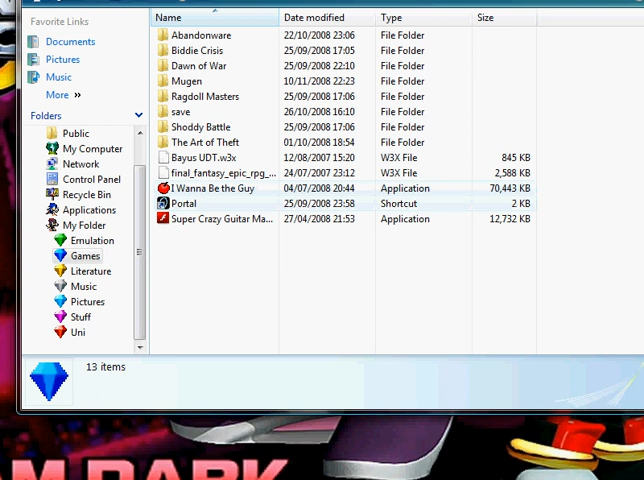 Favorite Links
Documents
Pictures
Music
More »
Folders
Public
My Computer
Network
Control Panel
Recycle Bin
Applications
My Folder
Emulation
Games
Literature
Music
Pictures
Stuff
Uni
Name Date modified Type Size
Abandonware 22/10/2008 23:06 File Folder
Biddie Crisis 25/09/2008 17:05 File Folder
Dawn of War 25/09/2008 22:10 File Folder
Mugen 10/11/2008 22:23 File Folder
Ragdoll Masters 25/09/2008 17:06 File Folder
save 26/10/2008 16:10 File Folder
Shoddy Battle 25/09/2008 17:06 File Folder
The Art of Theft 01/10/2008 18:54 File Folder
Bayus UDT.w3x 12/08/2007 15:20 W3X File 845 KB
final_fantasy_epic_rpg_... 24/07/2007 23:12 W3X File 2,588 KB
I Wanna Be the Guy 04/07/2008 20:44 Application 70,443 KB
Portal 25/09/2008 23:58 Shortcut 2 KB
Super Crazy Guitar Ma... 27/04/2008 21:53 Application 12,732 KB
13 items
AM DARK